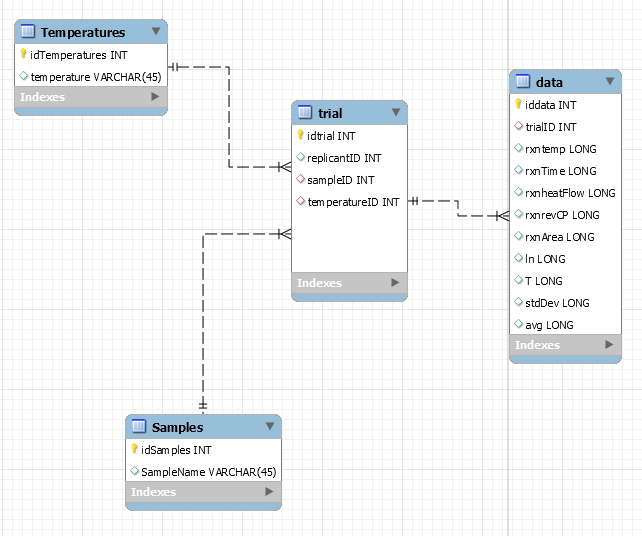 Temperatures
idTemperatures INT
temperature VARCHAR(45)
Indexes
trial
idtrial INT
replicantID INT
sampleID INT
temperatureID INT
Indexes
data
iddata INT
trialID INT
rxntemp LONG
rxnTime LONG
rxnheatFlow LONG
rxnrevCP LONG
rxnArea LONG
ln LONG
T LONG
stdDev LONG
avg LONG
Indexes
Samples
idSamples INT
SampleName VARCHAR(45)
Indexes